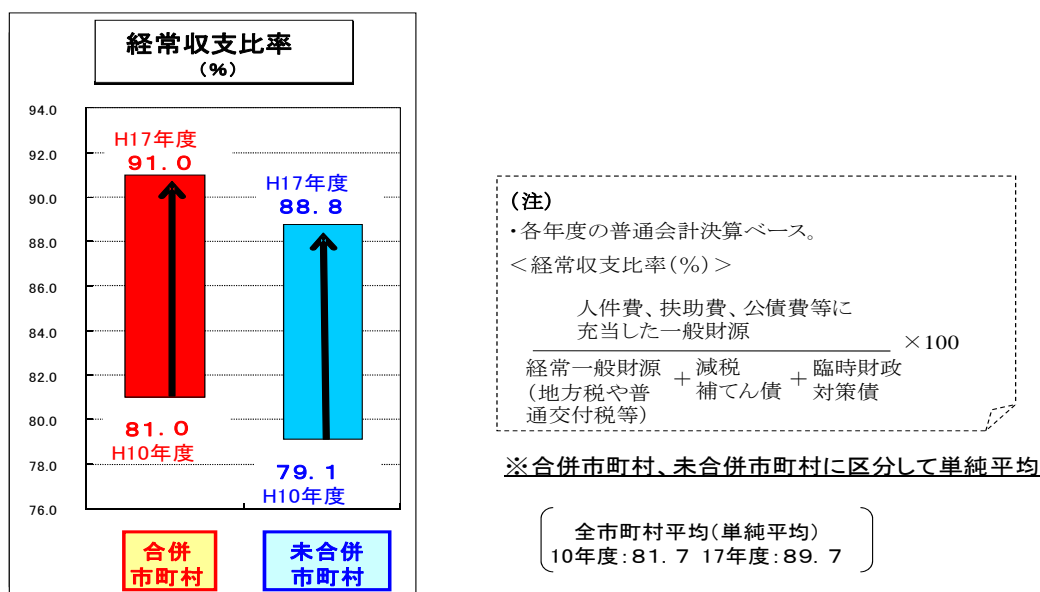 経常収支比率
（%）
94.0
92.0
90.0
88.0
86.0
84.0
82.0
80.0
78.0
76.0
H17年度
91.0
81.0
H10年度
H17年度
88.8
79.1
H10年度
合併
市町村
未合併
市町村
（注）
・各年度の普通会計決算ベース。
＜経常収支比率（%）＞
人件費、扶助費、公債費等に
充当した一般財源
×100
経常一般財源
（地方税や普
通交付税等）
＋
減税
補てん債
＋
臨時財政
対策債
※合併市町村、未合併市町村に区分して単純平均
全市町村平均（単純平均）
10年度：81.7 17年度：89.7